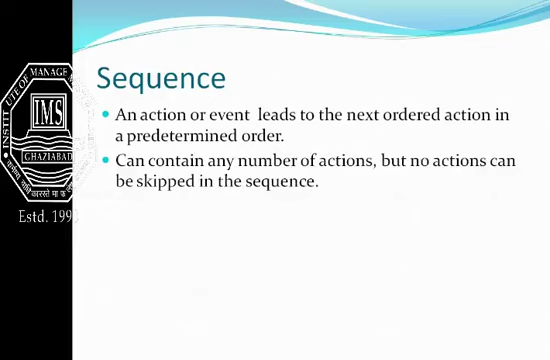 Sequence
An action or event leads to the next ordered action in
a predetermined order.
Can contain any number of actions, but no actions can
be skipped in the sequence.
INSTITUTE OF MANAGE
IMS
GHAZIABAD
Estd. 199